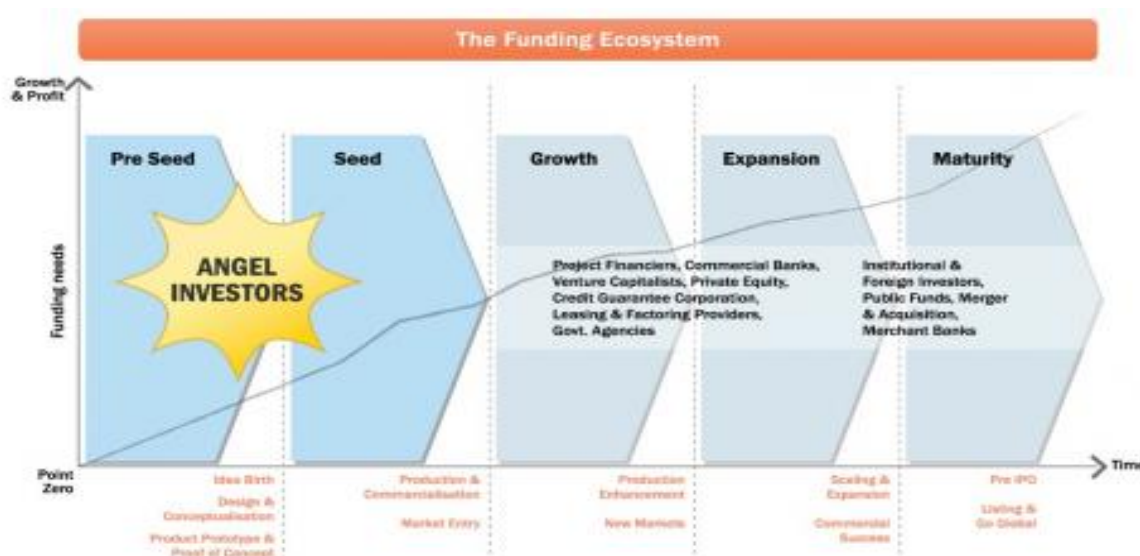 The Funding Ecosystem
Growth
& Profit
Pre Seed
Seed
Growth
Expansion
Maturity
Funding needs
ANGEL
INVESTORS
Project Financiers, Commercial Banks,
Venture Capitalists, Private Equity,
Credit Guarantee Corporation,
Leasing & Factoring Providers,
Govt. Agencies
Institutional &
Foreign Investors,
Public Funds, Merger
& Acquisition,
Merchant Banks
Point
Zero
Time
Idea Birth
Design &
Conceptualisation
Product Prototype &
Proof of Concept
Production &
Commercialisation
Market Entry
Production
Enhancement
New Markets
Scaling &
Expansion
Commercial
Success
Pre IPO
Listing &
Go Global